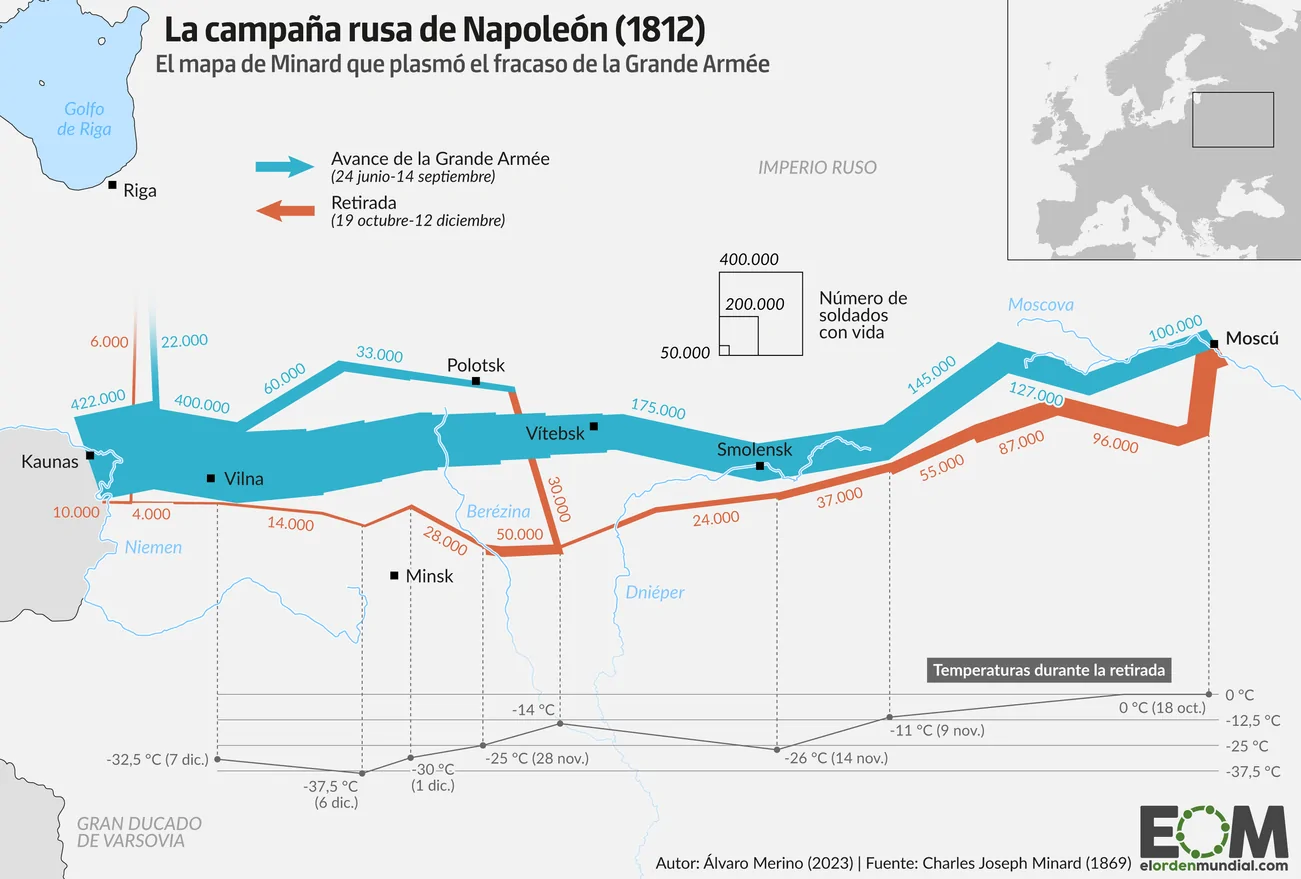 La campaña rusa de Napoleón (1812)
El mapa de Minard que plasmó el fracaso de la Grande Armée
Golfo
de Riga
Riga
Avance de la Grande Armée
(24 junio-14 septiembre)
Retirada
(19 octubre-12 diciembre)
IMPERIO RUSO
400.000
200.000
50.000
Número de
soldados
con vida
Moscova
100.000
Moscú
6.000
22.000
33.000
60.000
Polotsk
145.000
422.000
400.000
127.000
175.000
Vítebsk
Smolensk
96.000
87.000
55.000
37.000
24.000
Kaunas
Vilna
30.000
10.000
4.000
14.000
28.000
50.000
Berézina
Niemen
Minsk
Dniéper
Temperaturas durante la retirada
0 °C
0 °C (18 oct.)
-12,5 °C
-14 °C
-11 °C (9 nov.)
-25 °C
-32,5 °C (7 dic.)
-25 °C (28 nov.)
-26 °C (14 nov.)
-37,5 °C
-30 °C
(1 dic.)
-37,5 °C
(6 dic.)
GRAN DUCADO
DE VARSOVIA
EOM
elordenmundial.com
Autor: Álvaro Merino (2023) | Fuente: Charles Joseph Minard (1869)